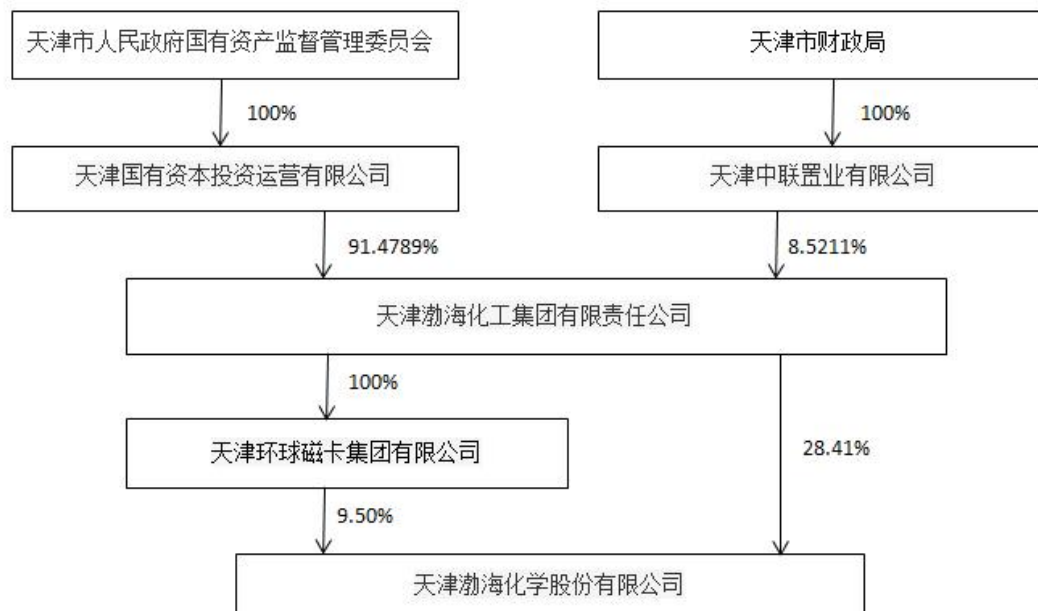 天津市人民政府国有资产监督管理委员会
天津市财政局
100%
100%
天津国有资本投资运营有限公司
天津中联置业有限公司
91.4789%
8.5211%
天津渤海化工集团有限责任公司
100%
天津环球磁卡集团有限公司
28.41%
9.50%
天津渤海化学股份有限公司